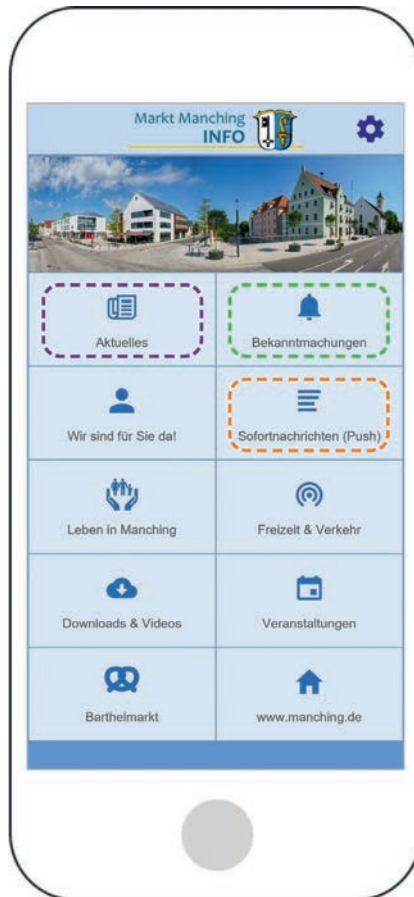 Markt Manching
INFO
Aktuelles
Bekanntmachungen
Wir sind für Sie da!
Sofortnachrichten (Push)
Leben in Manching
Freizeit & Verkehr
Downloads & Videos
Veranstaltungen
Barthelmarkt
www.manching.de